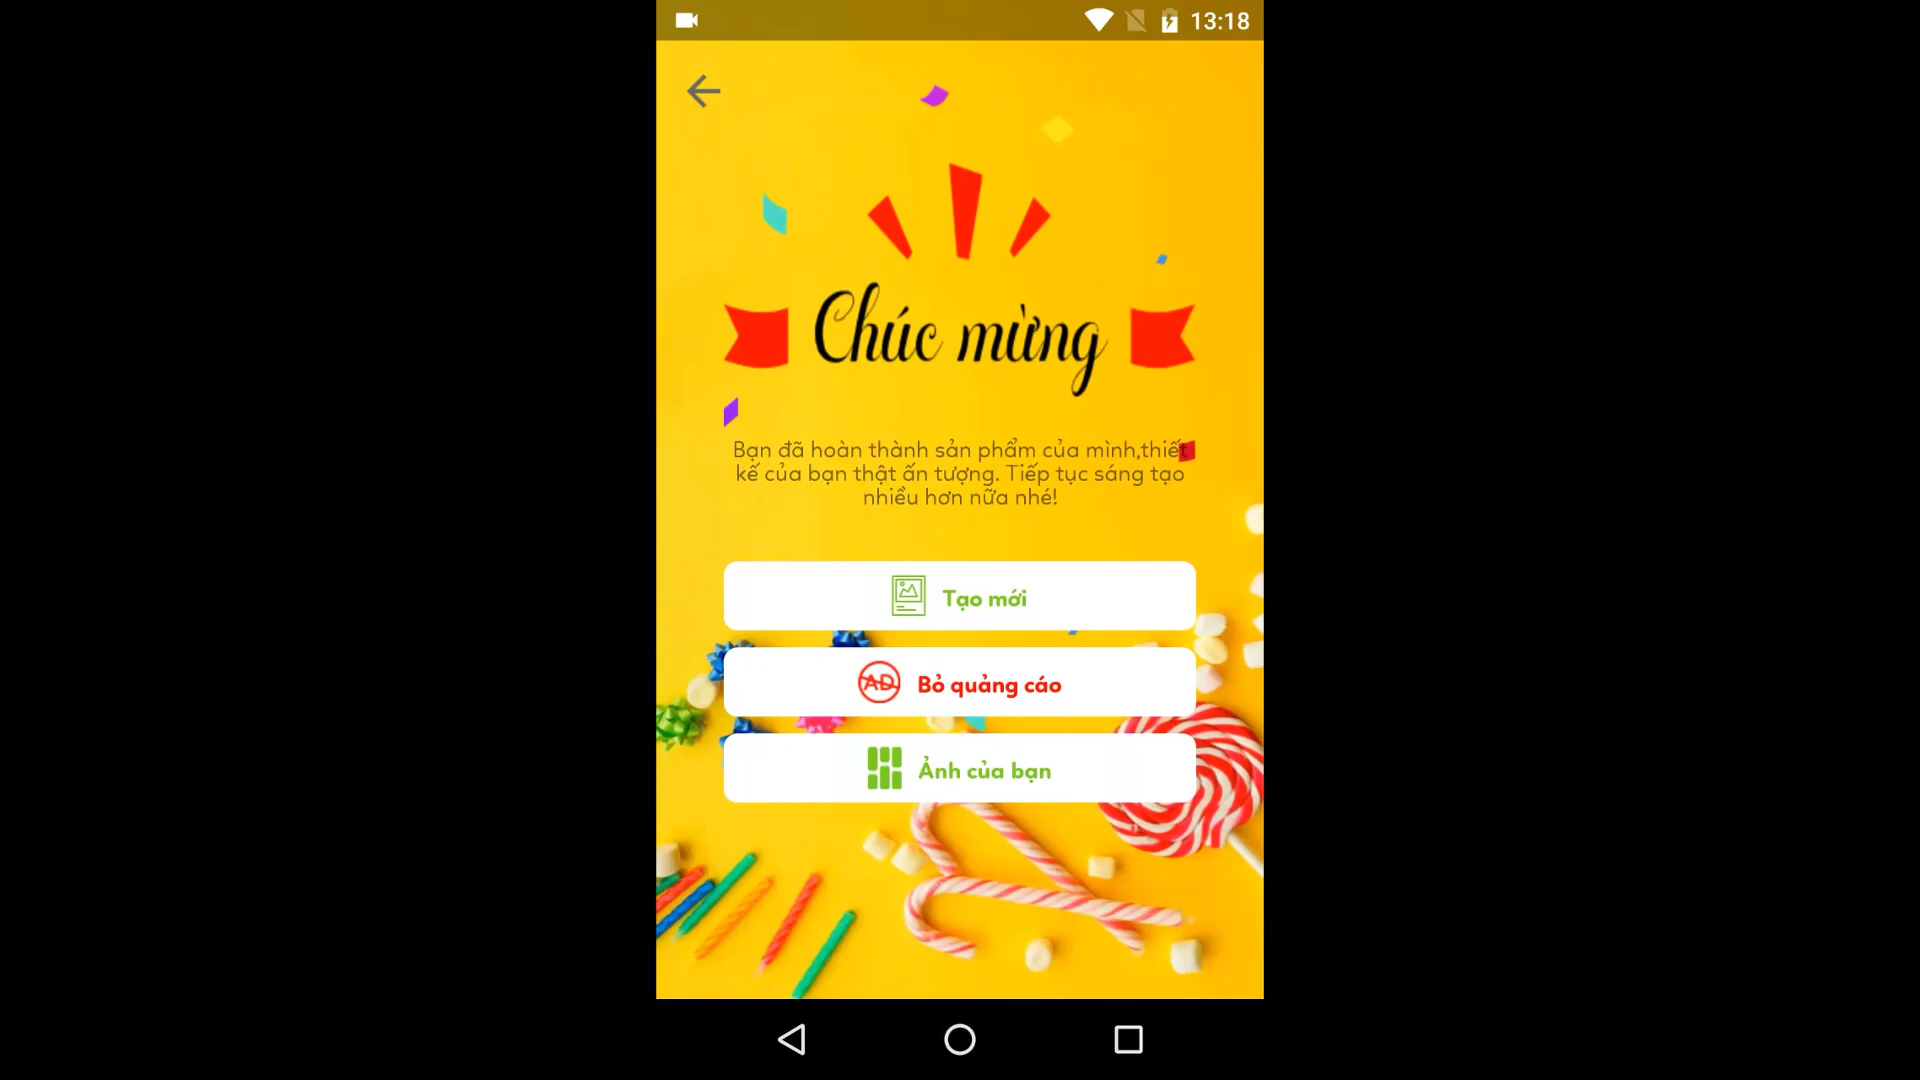 13:18
Chúc mừng
Bạn đã hoàn thành sản phẩm của mình,thiết
kế của bạn thật ấn tượng. Tiếp tục sáng tạo
nhiều hơn nữa nhé!
Tạo mới
AD Bỏ quảng cáo
Ảnh của bạn